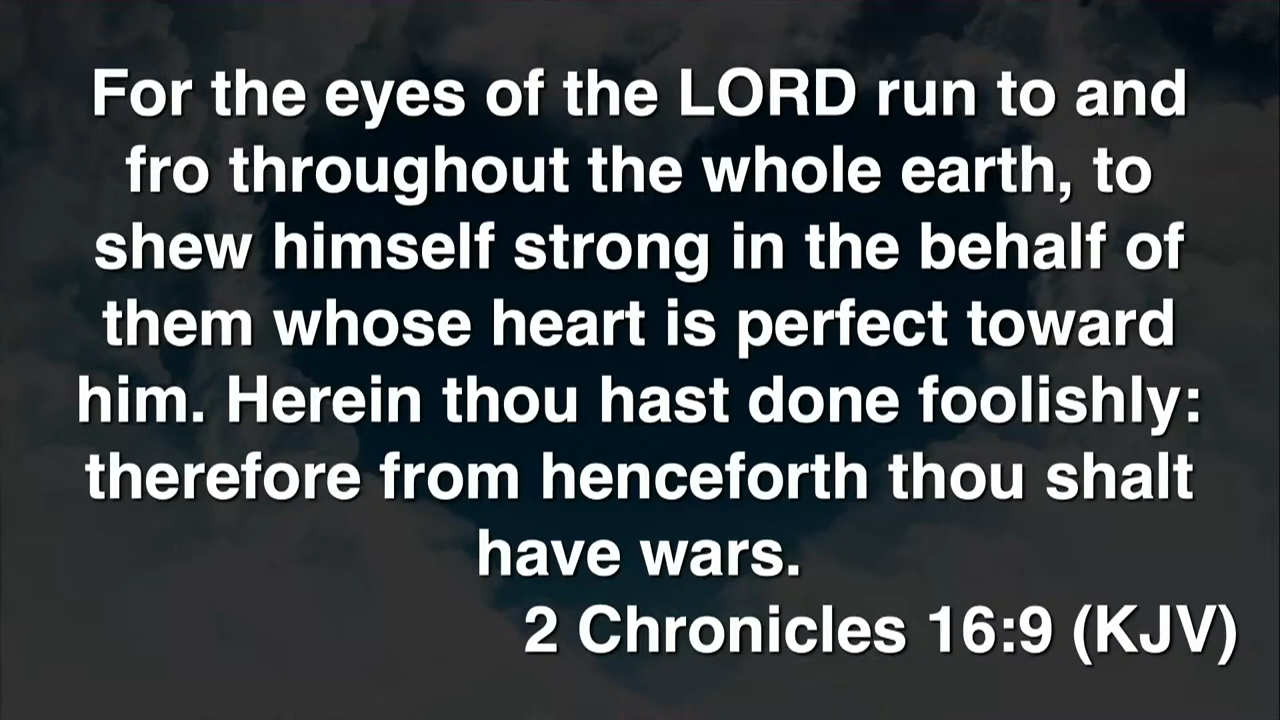 For the eyes of the LORD run to and
fro throughout the whole earth, to
shew himself strong in the behalf of
them whose heart is perfect toward
him. Herein thou hast done foolishly:
therefore from henceforth thou shalt
have wars.
2 Chronicles 16:9 (KJV)